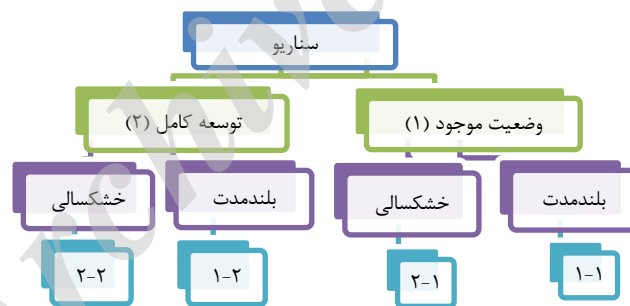 سناریو
وضعیت موجود (۱)
توسعه کامل (۲)
بلندمدت
خشکسالی
بلندمدت
خشکسالی
۱-۱
۲-۱
۱-۲
۲-۲